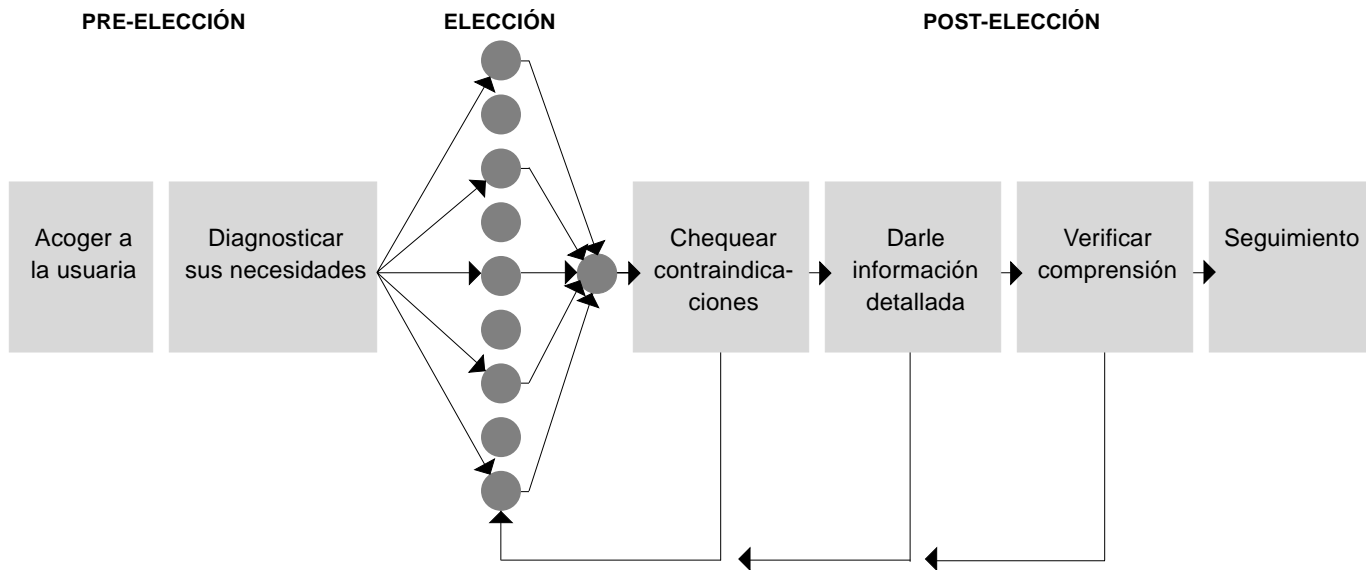 PRE-ELECCIÓN
ELECCIÓN
POST-ELECCIÓN
Acoger a
la usuaria
Diagnosticar
sus necesidades
Chequear
contraindica-
ciones
Darle
información
detallada
Verificar
comprensión
Seguimiento